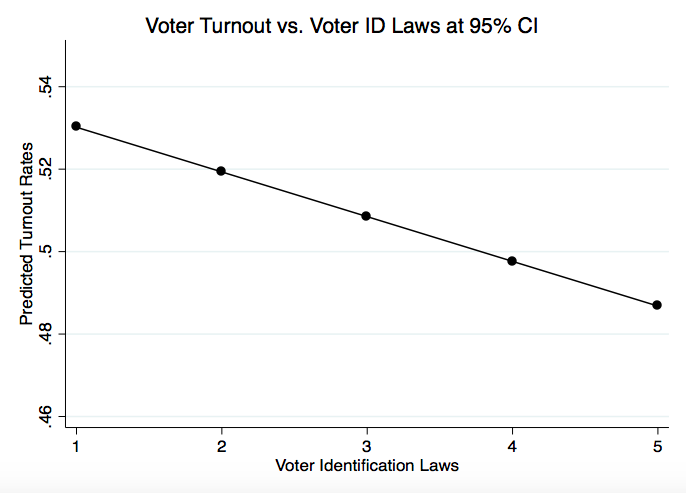 Voter Turnout vs. Voter ID Laws at 95% CI
Predicted Turnout Rates
.54
.52
.5
.48
.46
1 2 3 4 5
Voter Identification Laws